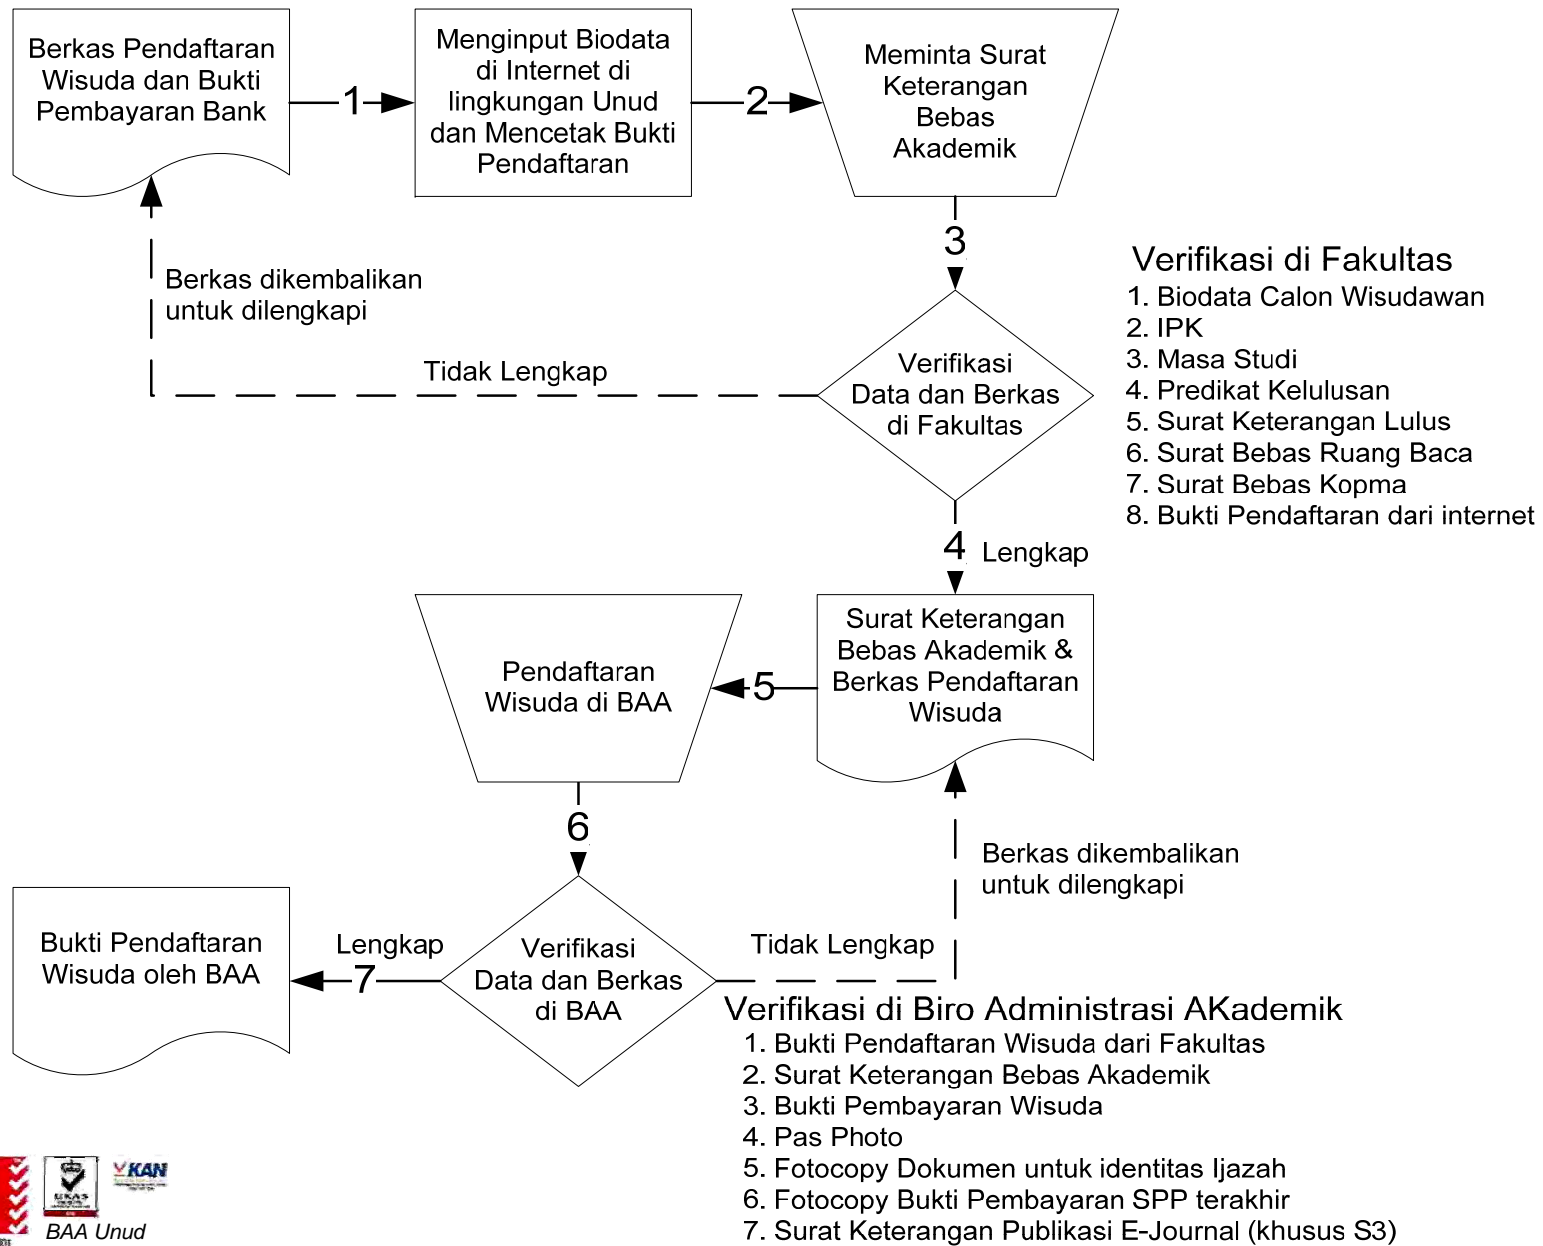 Berkas Pendaftaran
Wisuda dan Bukti
Pembayaran Bank
1
Menginput Biodata
di Internet di
lingkungan Unud
dan Mencetak Bukti
Pendaftaran
2
Meminta Surat
Keterangan
Bebas
Akademik
3
Berkas dikembalikan
untuk dilengkapi
Tidak Lengkap
Verifikasi
Data dan Berkas
di Fakultas
Verifikasi di Fakultas
1. Biodata Calon Wisudawan
2. IPK
3. Masa Studi
4. Predikat Kelulusan
5. Surat Keterangan Lulus
6. Surat Bebas Ruang Baca
7. Surat Bebas Kopma
8. Bukti Pendaftaran dari internet
4
Lengkap
Surat Keterangan
Bebas Akademik &
Berkas Pendaftaran
Wisuda
5
Pendaftaran
Wisuda di BAA
6
Berkas dikembalikan
untuk dilengkapi
Tidak Lengkap
Verifikasi
Data dan Berkas
di BAA
Lengkap
7
Bukti Pendaftaran
Wisuda oleh BAA
Verifikasi di Biro Administrasi AKademik
1. Bukti Pendaftaran Wisuda dari Fakultas
2. Surat Keterangan Bebas Akademik
3. Bukti Pembayaran Wisuda
4. Pas Photo
5. Fotocopy Dokumen untuk identitas Ijazah
6. Fotocopy Bukti Pembayaran SPP terakhir
7. Surat Keterangan Publikasi E-Journal (khusus S3)
UKAS
KAN
BAA Unud